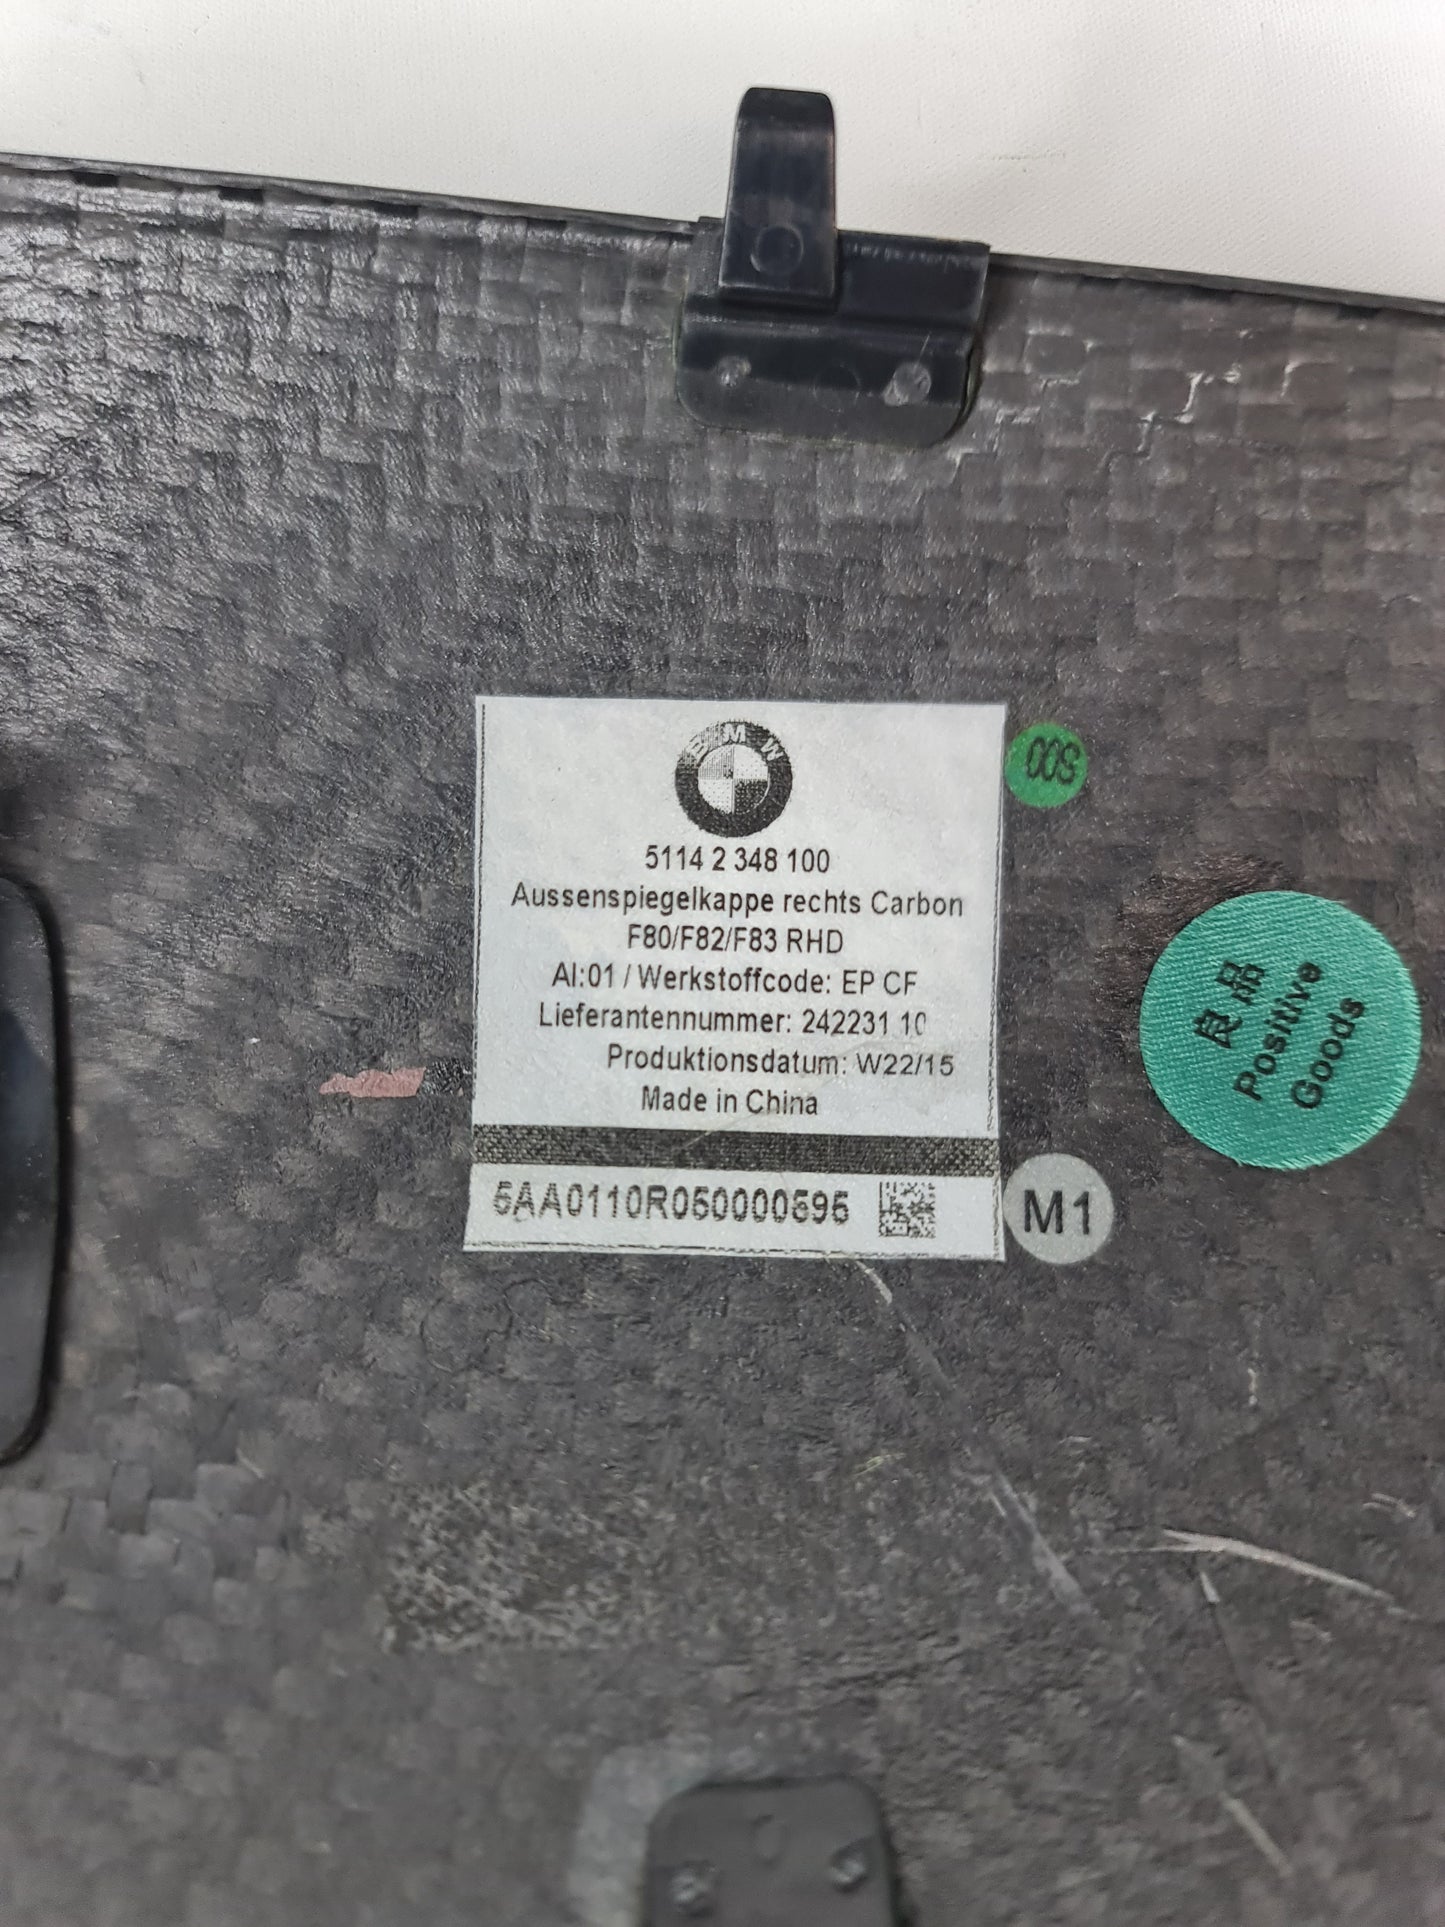 BMW
5114 2 348 100
Aussenspiegelkappe rechts Carbon
F80/F82/F83 RHD
AI:01 / Werkstoffcode: EP CF
Lieferantennummer: 242231 10
Produktionsdatum: W22/15
Made in China
5AA0110R050000595
S00
M1
良品
Positive
Goods